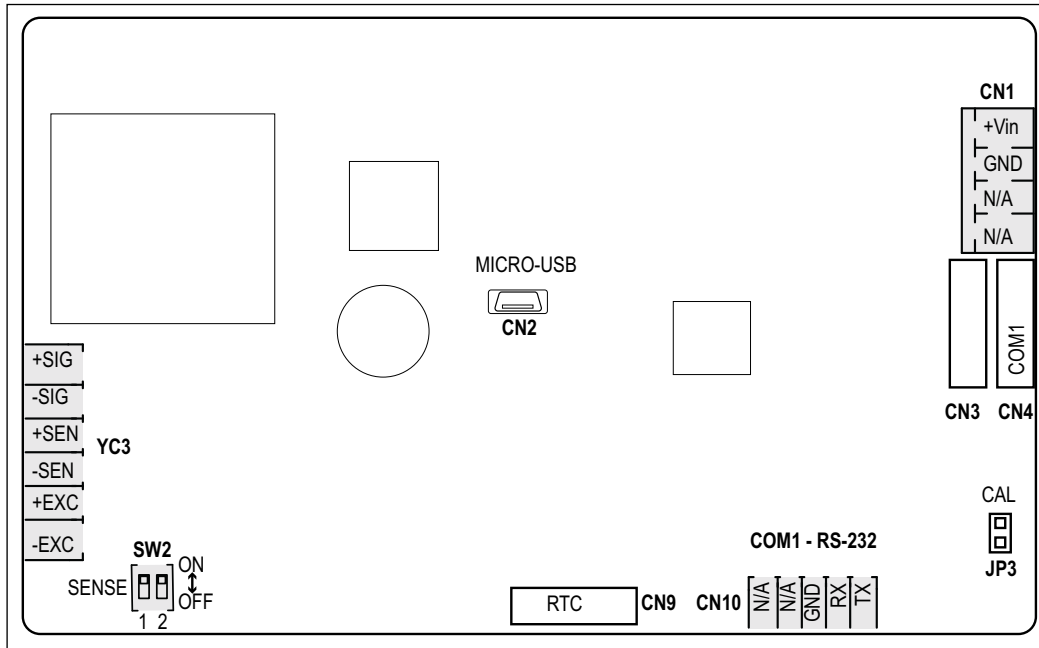 CN1
+Vin
GND
N/A
N/A
MICRO-USB
CN2
COM1
CN3 CN4
+SIG
-SIG
+SEN
-SEN
+EXC
-EXC
YC3
SW2
SENSE
ON
OFF
1 2
RTC
CN9
COM1 - RS-232
CN10
N/A
N/A
GND
RX
TX
CAL
JP3